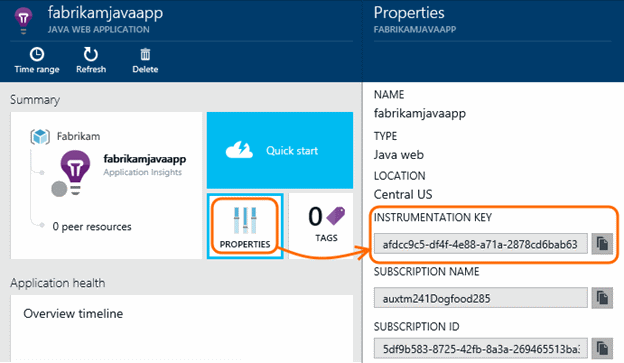 fabrikamjavaapp
JAVA WEB APPLICATION
Time range
Refresh
Delete
Summary
Fabrikam
fabrikamjavaapp
Application Insights
0 peer resources
Quick start
PROPERTIES
0
TAGS
Application health
Overview timeline
Properties
FABRIKAMJAVAAPP
NAME
fabrikamjavaapp
TYPE
Java web
LOCATION
Central US
INSTRUMENTATION KEY
afdcc9c5-df4f-4e88-a71a-2878cd6bab63
SUBSCRIPTION NAME
auxtm241Dogfood285
SUBSCRIPTION ID
5df9b583-8725-42fb-8a3a-269465513ba